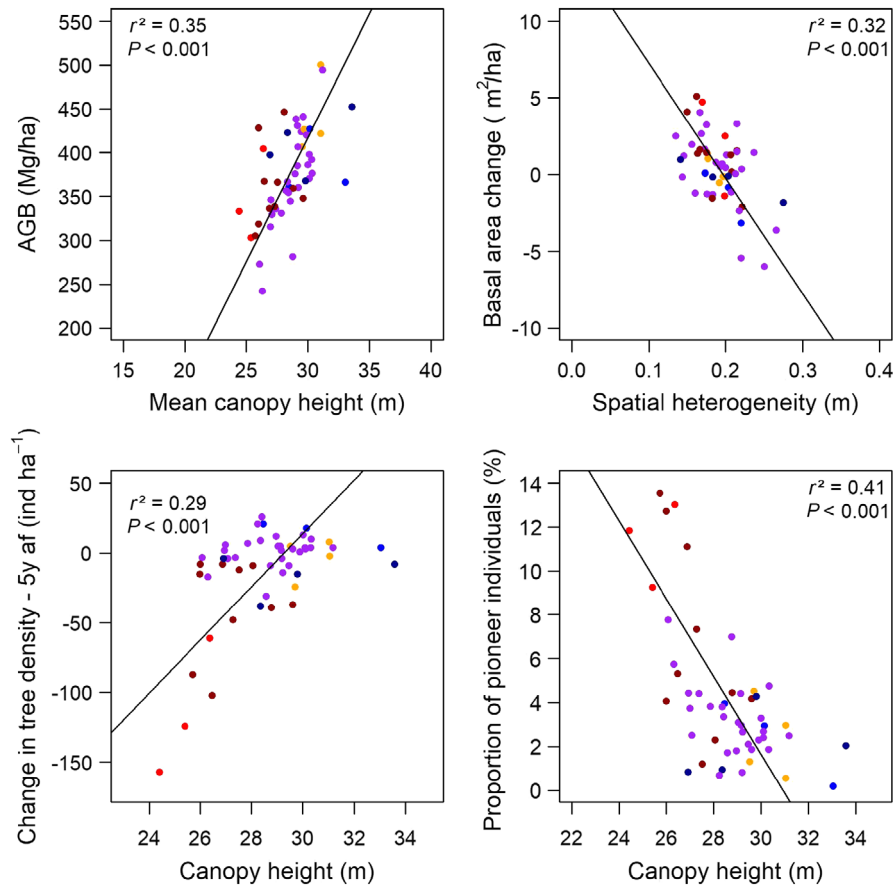 r² = 0.35
P < 0.001
AGB (Mg/ha)
550
500
450
400
350
300
250
200
15 20 25 30 35 40
Mean canopy height (m)
r² = 0.32
P < 0.001
Basal area change ( m²/ha)
10
5
0
-5
-10
0.0 0.1 0.2 0.3 0.4
Spatial heterogeneity (m)
r² = 0.29
P < 0.001
Change in tree density - 5y af (ind ha⁻¹)
50
0
-50
-100
-150
24 26 28 30 32 34
Canopy height (m)
r² = 0.41
P < 0.001
Proportion of pioneer individuals (%)
14
12
10
8
6
4
2
0
22 24 26 28 30 32 34
Canopy height (m)